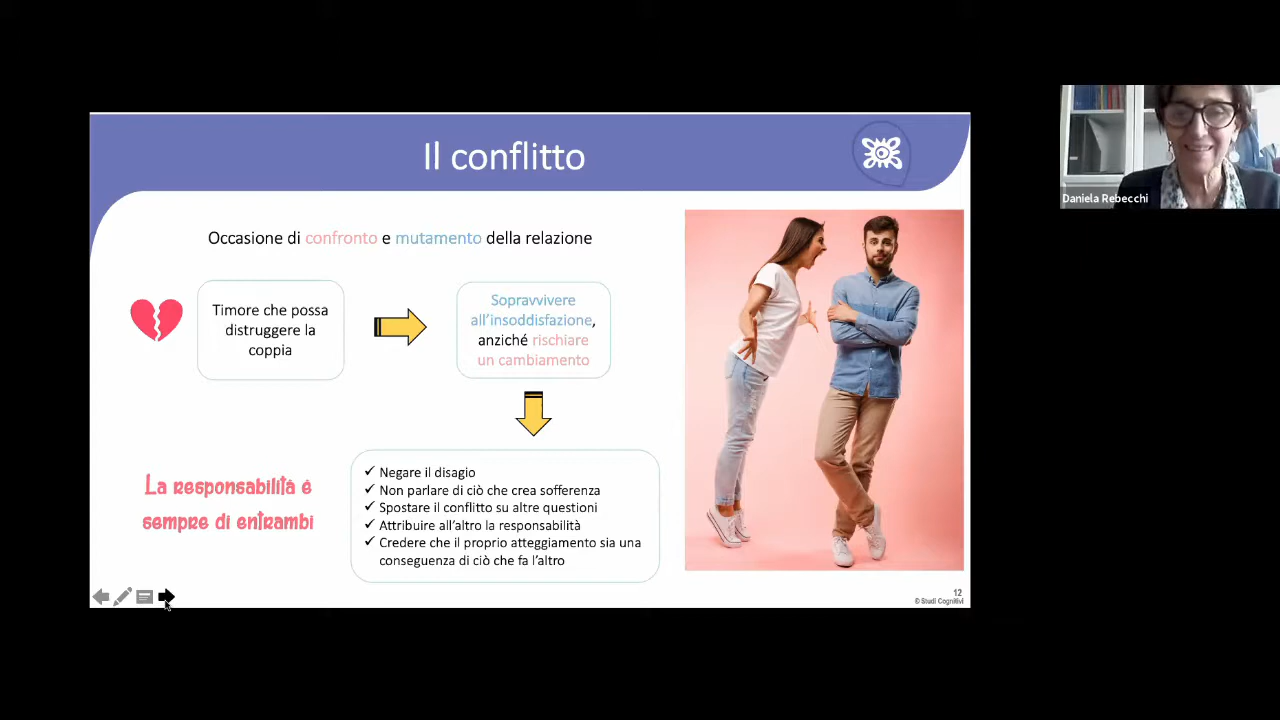 Il conflitto
Occasione di confronto e mutamento della relazione
Timore che possa
distruggere la
coppia
Sopravvivere
all'insoddisfazione,
anziché rischiare
un cambiamento
La responsabilità è
sempre di entrambi
✓ Negare il disagio
✓ Non parlare di ciò che crea sofferenza
✓ Spostare il conflitto su altre questioni
✓ Attribuire all'altro la responsabilità
✓ Credere che il proprio atteggiamento sia una
conseguenza di ciò che fa l'altro
12
© Studi Cognitivi
Daniela Rebecchi